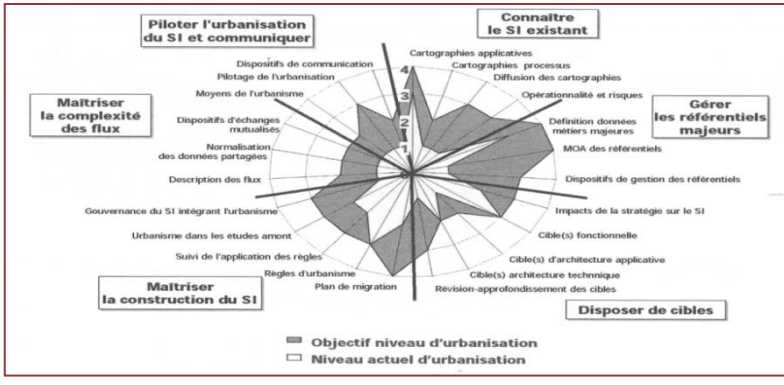 Piloter l'urbanisation
du SI et communiquer
Connaître
le SI existant
Cartographies applicatives
Cartographies processus
Diffusion des cartographies
Opérationnalité et risques
Dispositifs de communication
Pilotage de l'urbanisation
Moyens de l'urbanisme
Maîtriser
la complexité
des flux
Gérer
les référentiels
majeurs
Définition données
métiers majeures
MOA des référentiels
Dispositifs de gestion des référentiels
Dispositifs d'échanges
mutualisés
Normalisation
des données partagées
Description des flux
4
3
2
1
0
Gouvernance du SI intégrant l'urbanisme
Urbanisme dans les études amont
Suivi de l'application des règles
Règles d'urbanisme
Plan de migration
Impacts de la stratégie sur le SI
Cible(s) fonctionnelle
Cible(s) d'architecture applicative
Cible(s) architecture technnique
Révision-approfondissement des cibles
Maîtriser
la construction du SI
Disposer de cibles
Objectif niveau d'urbanisation
Niveau actuel d'urbanisation